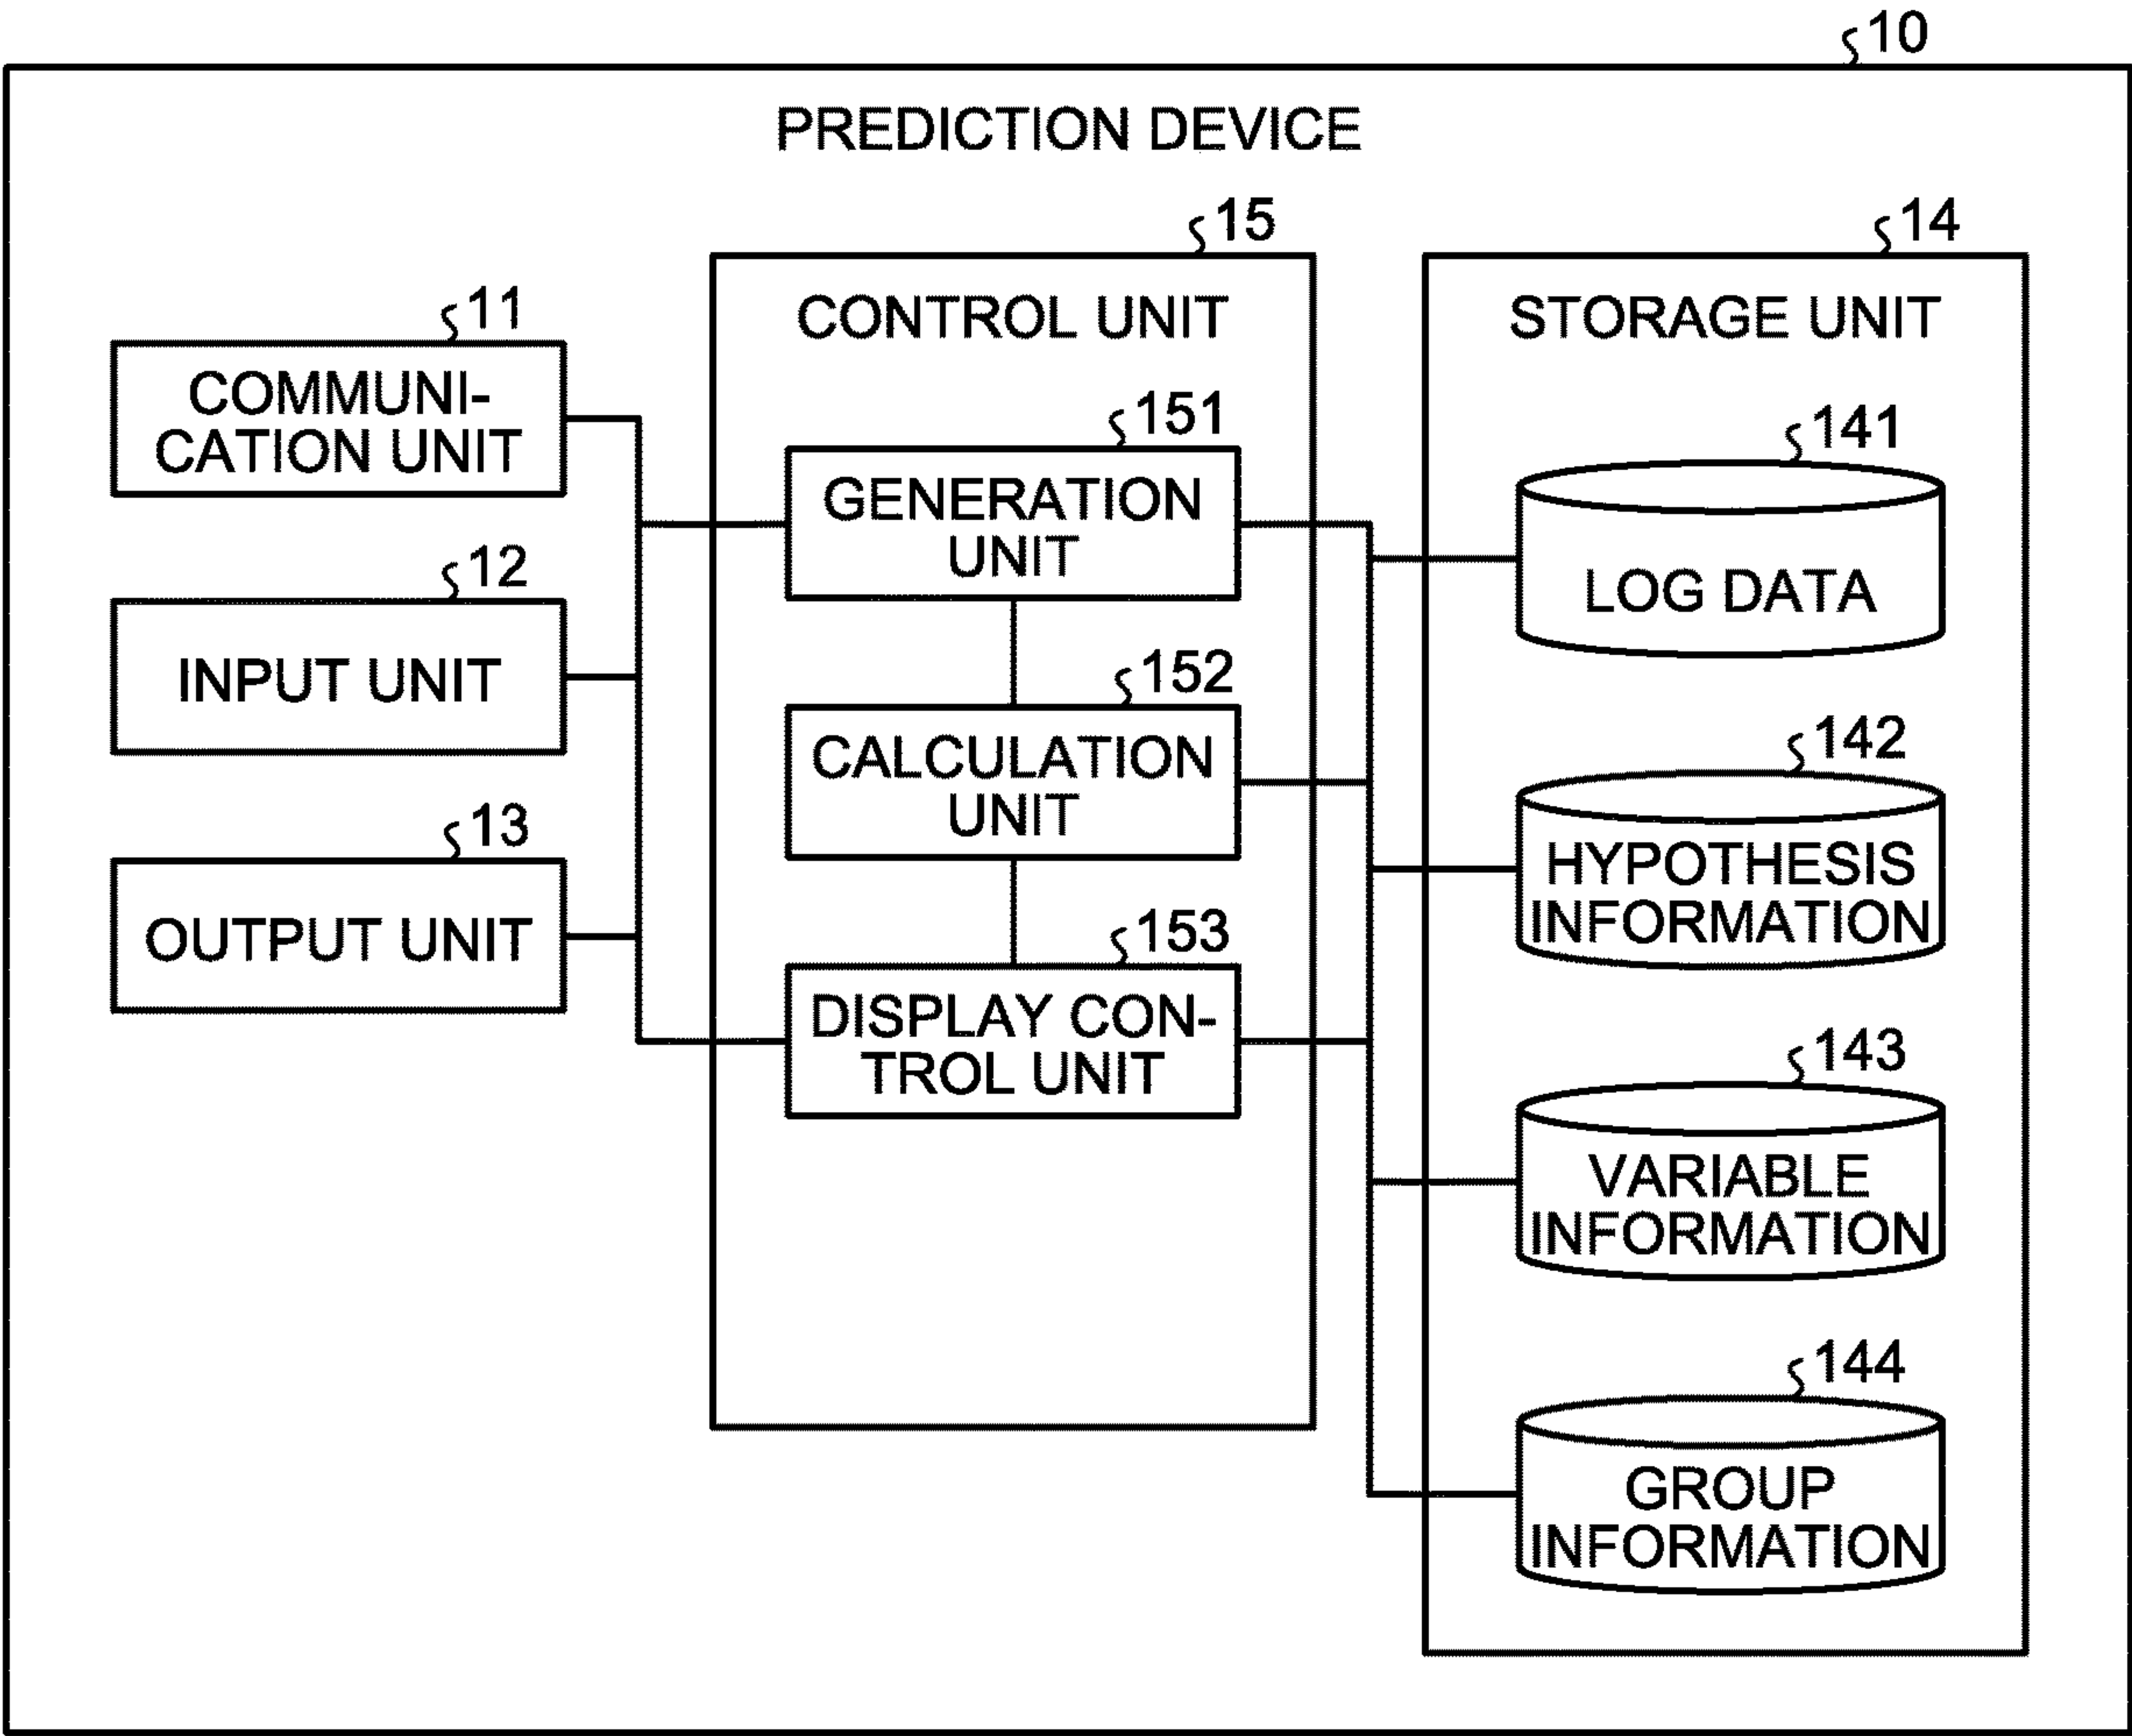 10
PREDICTION DEVICE
11
COMMUNI-
CATION UNIT
12
INPUT UNIT
13
OUTPUT UNIT
15
CONTROL UNIT
151
GENERATION
UNIT
152
CALCULATION
UNIT
153
DISPLAY CON-
TROL UNIT
14
STORAGE UNIT
141
LOG DATA
142
HYPOTHESIS
INFORMATION
143
VARIABLE
INFORMATION
144
GROUP
INFORMATION